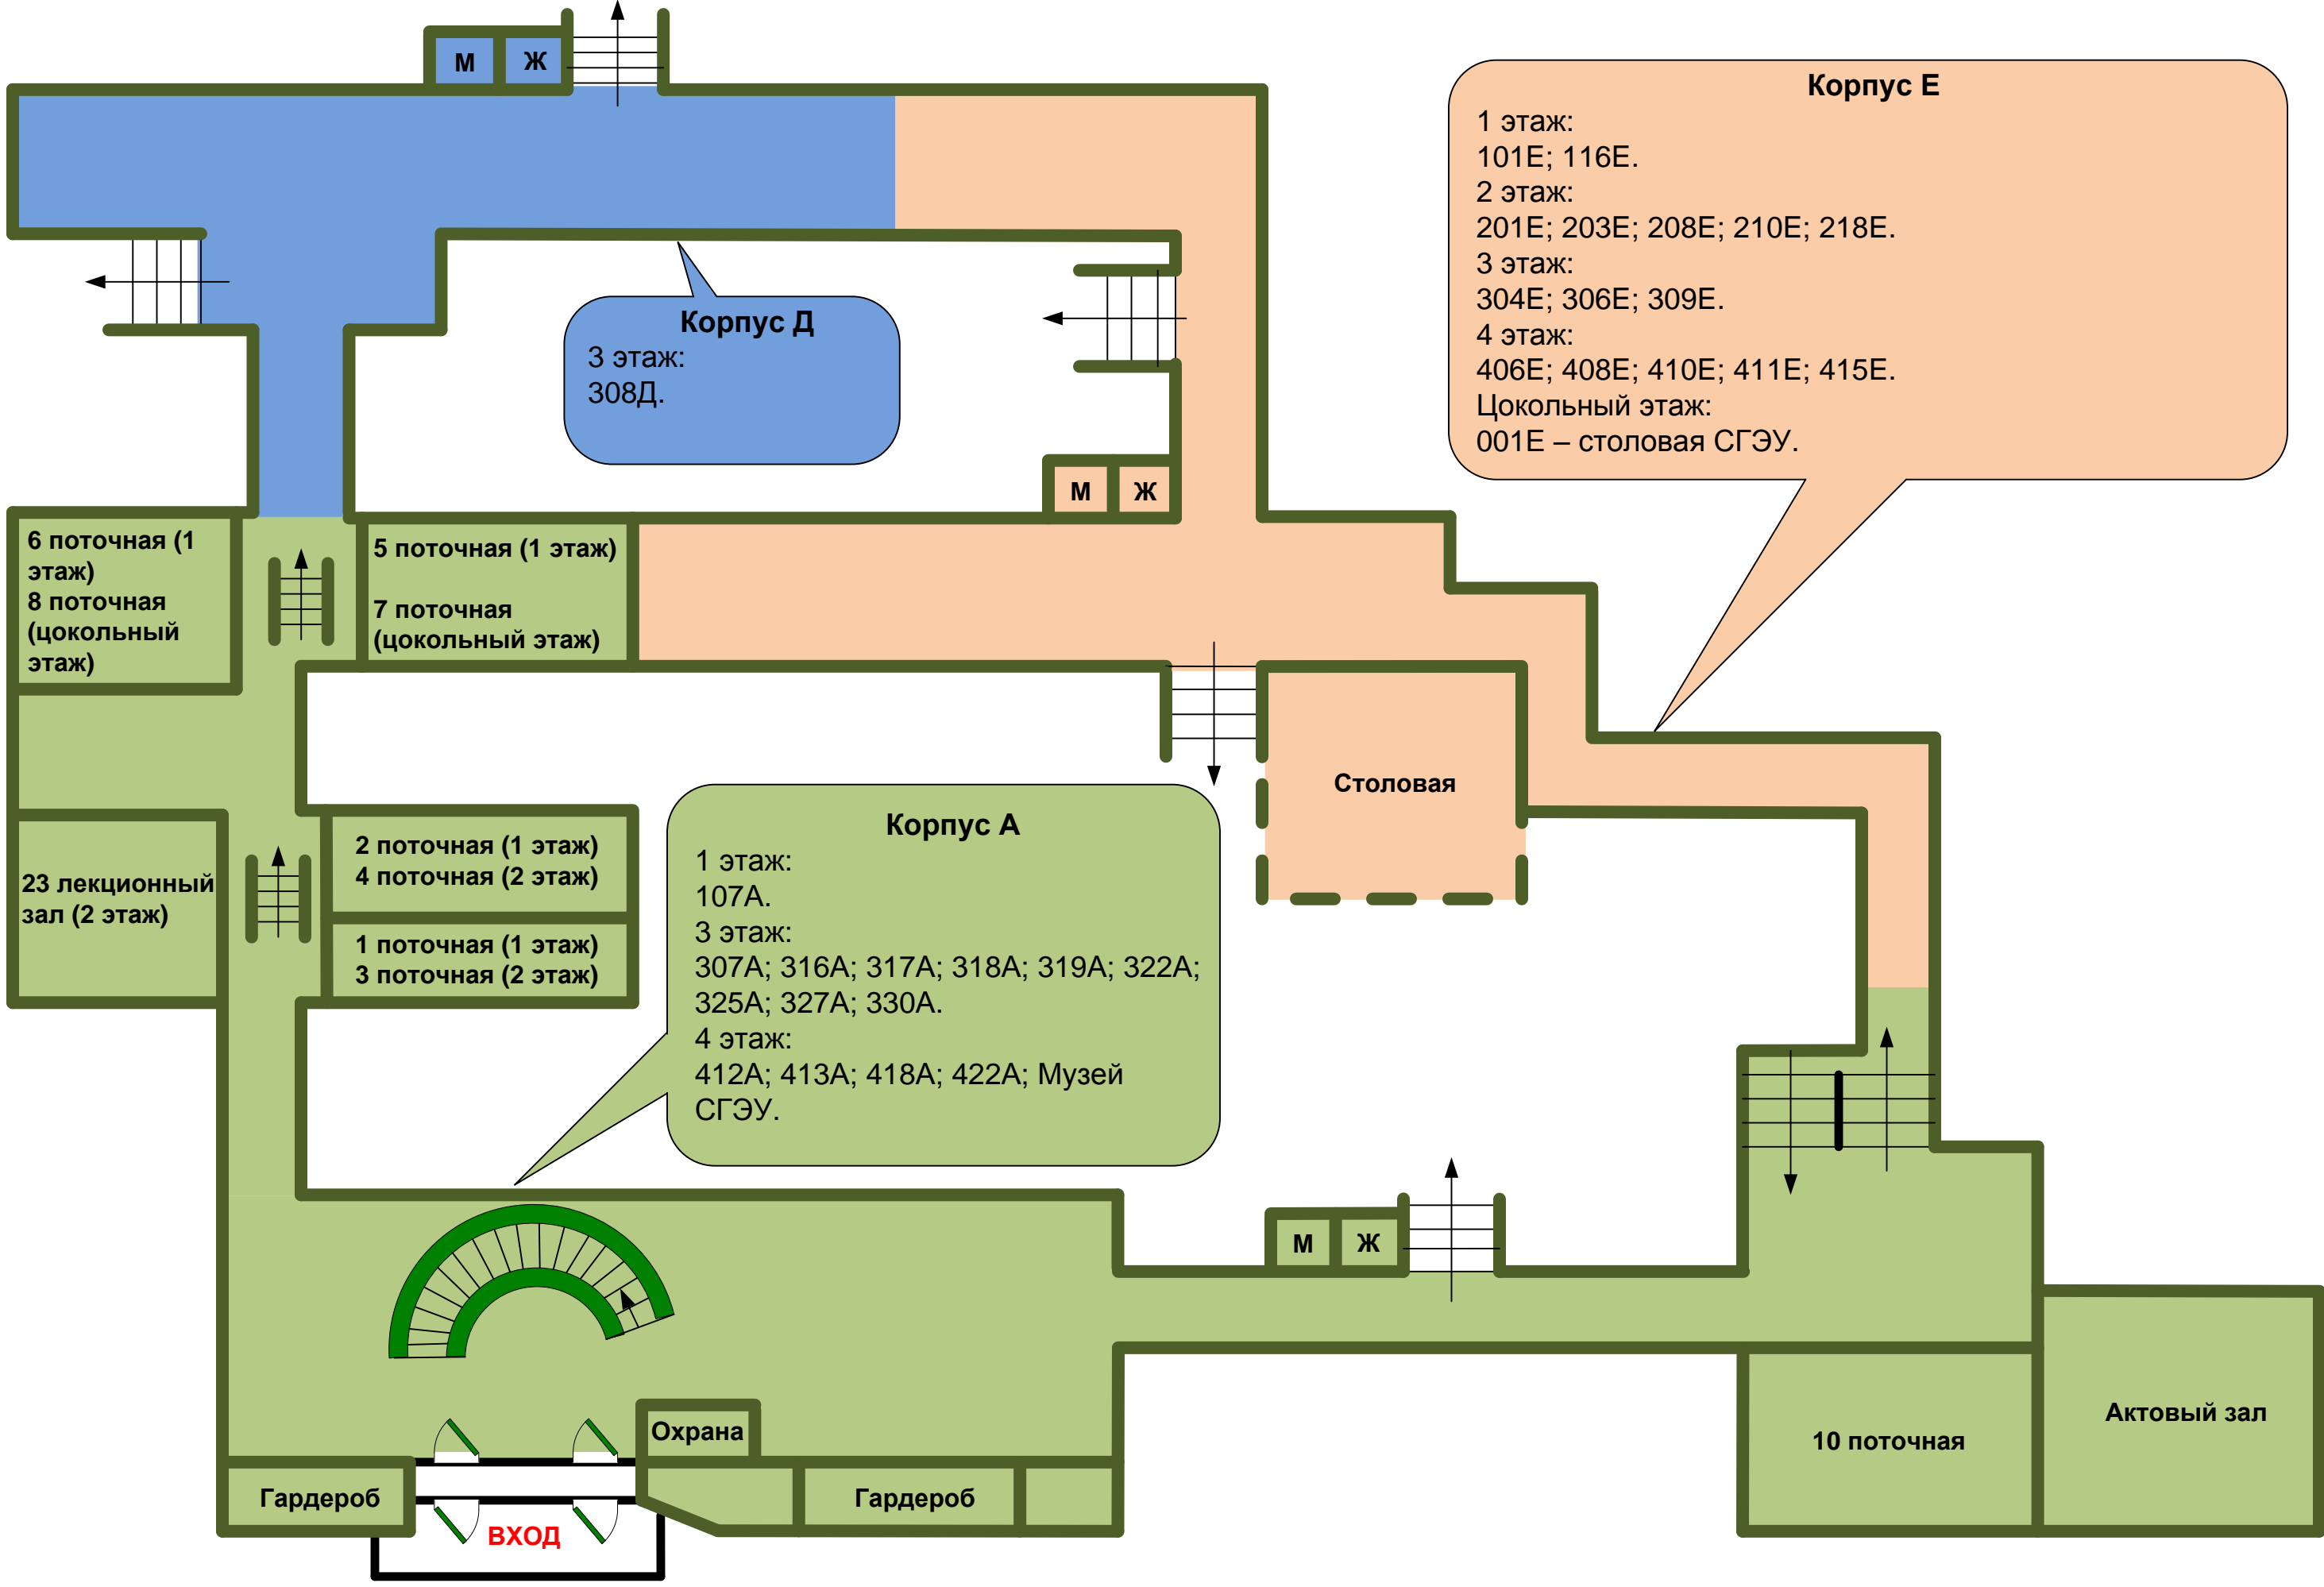 М
Ж
Корпус Е
1 этаж:
101Е; 116Е.
2 этаж:
201Е; 203Е; 208Е; 210Е; 218Е.
3 этаж:
304Е; 306Е; 309Е.
4 этаж:
406Е; 408Е; 410Е; 411Е; 415Е.
Цокольный этаж:
001Е – столовая СГЭУ.
Корпус Д
3 этаж:
308Д.
М
Ж
6 поточная (1
этаж)
8 поточная
(цокольный
этаж)
5 поточная (1 этаж)
7 поточная
(цокольный этаж)
Столовая
23 лекционный
зал (2 этаж)
2 поточная (1 этаж)
4 поточная (2 этаж)
1 поточная (1 этаж)
3 поточная (2 этаж)
Корпус А
1 этаж:
107А.
3 этаж:
307А; 316А; 317А; 318А; 319А; 322А;
325А; 327А; 330А.
4 этаж:
412А; 413А; 418А; 422А; Музей
СГЭУ.
М
Ж
Охрана
Гардероб
Гардероб
ВХОД
10 поточная
Актовый зал